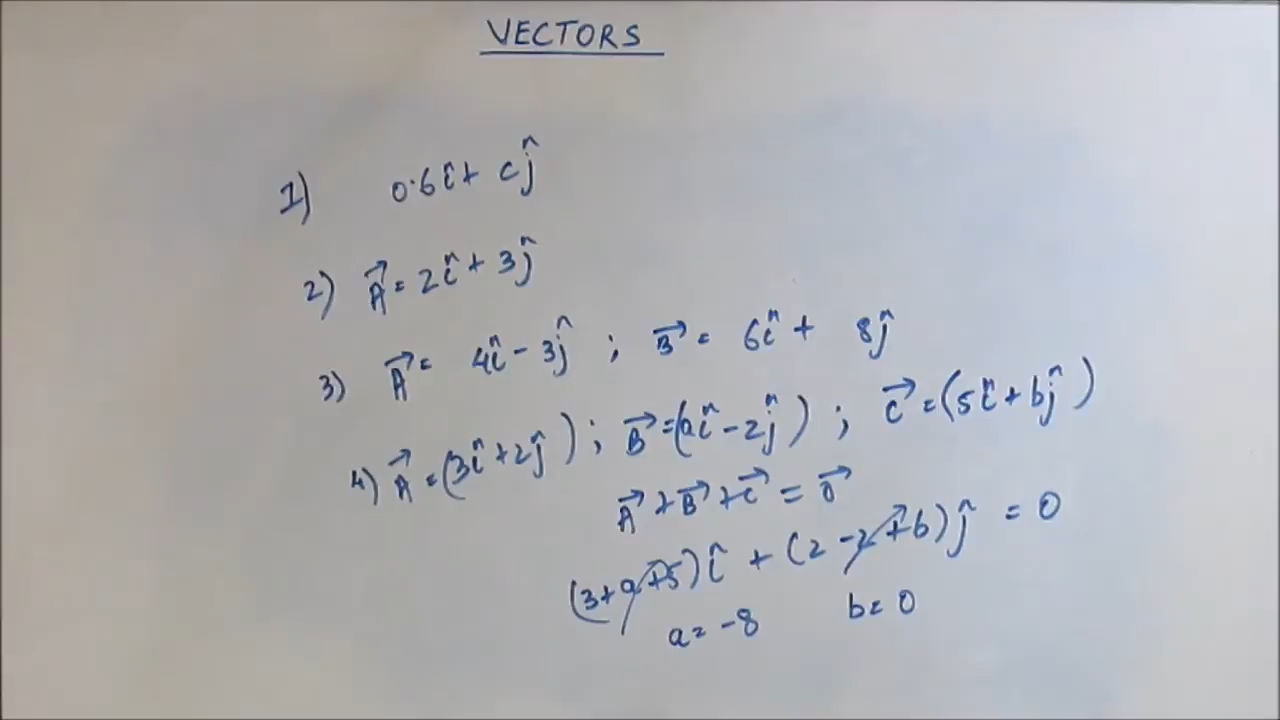 VECTORS
1) 0.6î + cĵ
2) A⃗ = 2î + 3ĵ
3) A⃗ = 4î - 3ĵ ; B⃗ = 6î + 8ĵ
4) A⃗ = (3î + 2ĵ) ; B⃗ = (aî - 2ĵ) ; C⃗ = (5î + bĵ)
A⃗ + B⃗ + C⃗ = 0⃗
(3+a+5)î + (2-2+b)ĵ = 0
a = -8 b = 0